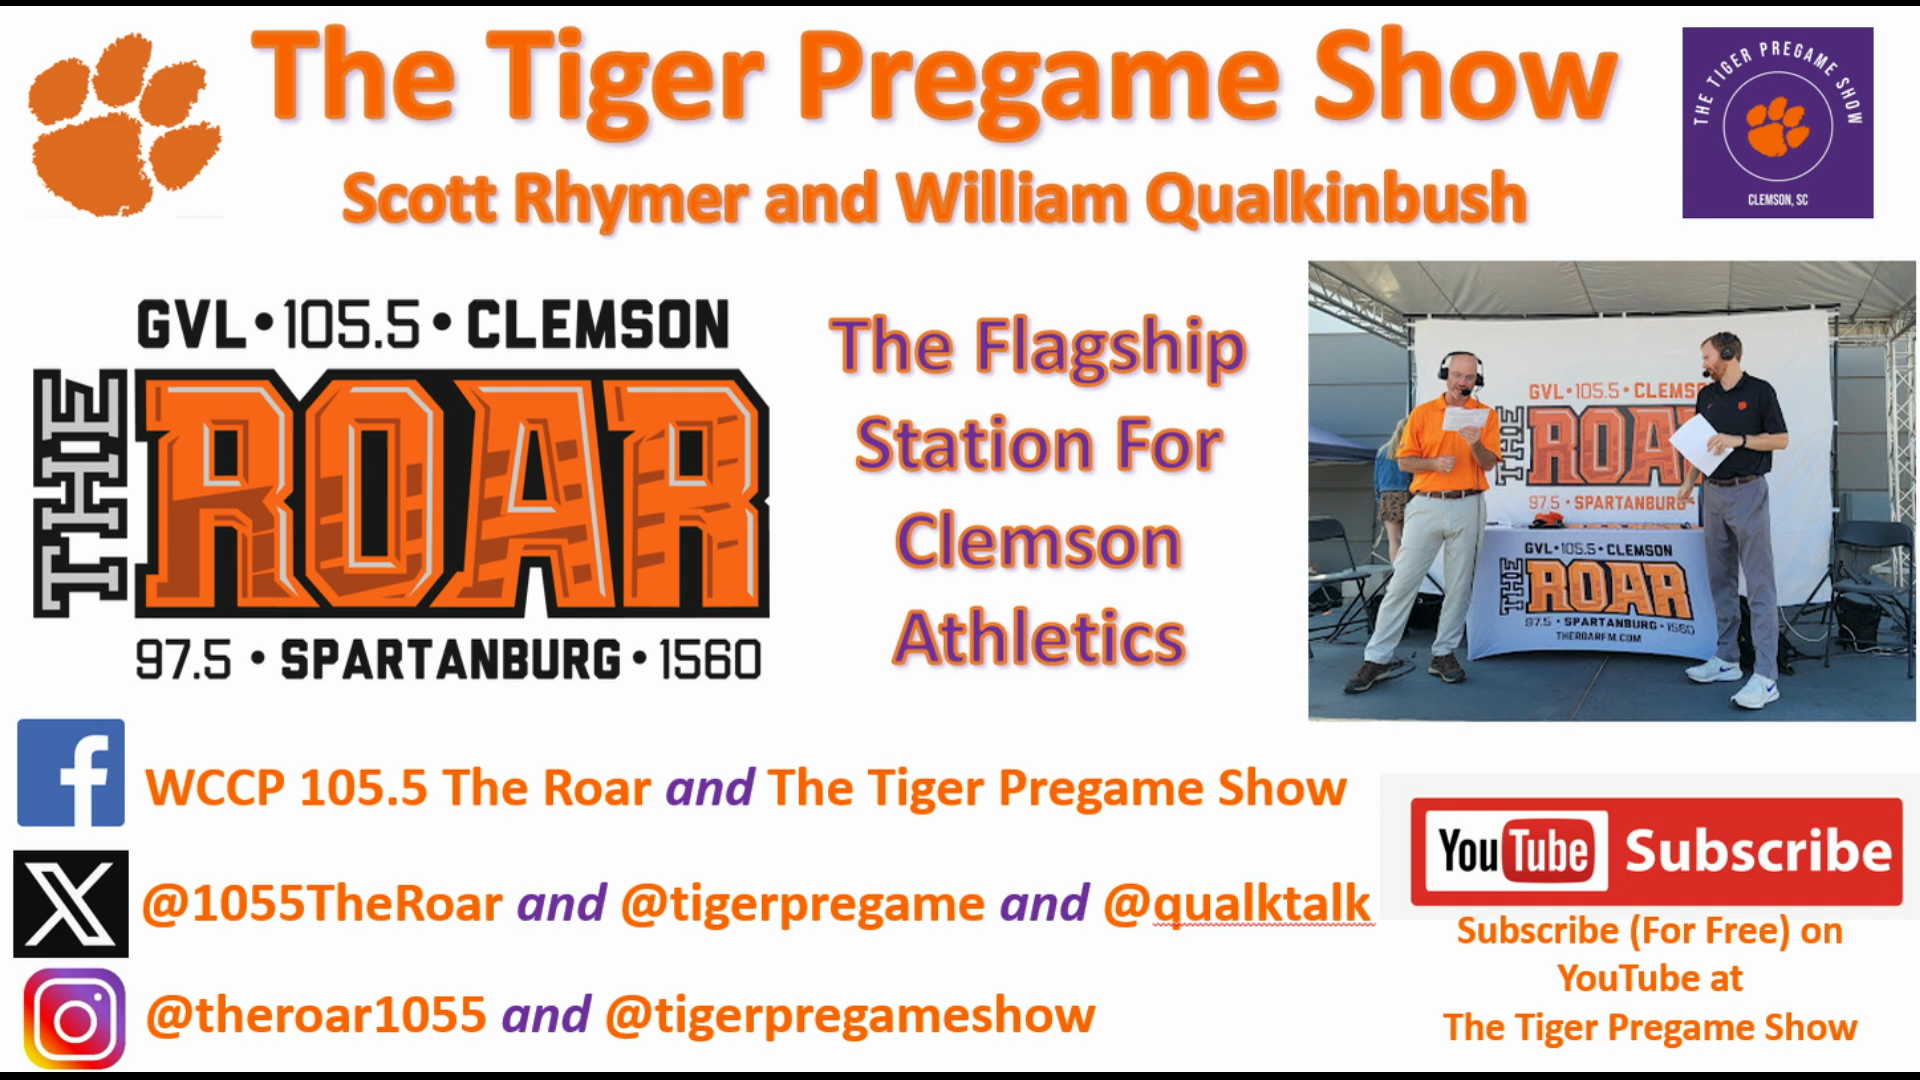 The Tiger Pregame Show
Scott Rhymer and William Qualkinbush
THE TIGER PREGAME SHOW
CLEMSON, SC
GVL • 105.5 • CLEMSON
THE ROAR
97.5 • SPARTANBURG • 1560
The Flagship
Station For
Clemson
Athletics
GVL • 105.5 • CLEMS
THE ROA
97.5 • SPARTANBURG
GVL • 105.5 • CLEMSON
THE ROAR
97.5 • SPARTANBURG • 1560
THEROARFM.COM
f WCCP 105.5 The Roar and The Tiger Pregame Show
X @1055TheRoar and @tigerpregame and @qualktalk
@theroar1055 and @tigerpregameshow
YouTube Subscribe
Subscribe (For Free) on
YouTube at
The Tiger Pregame Show